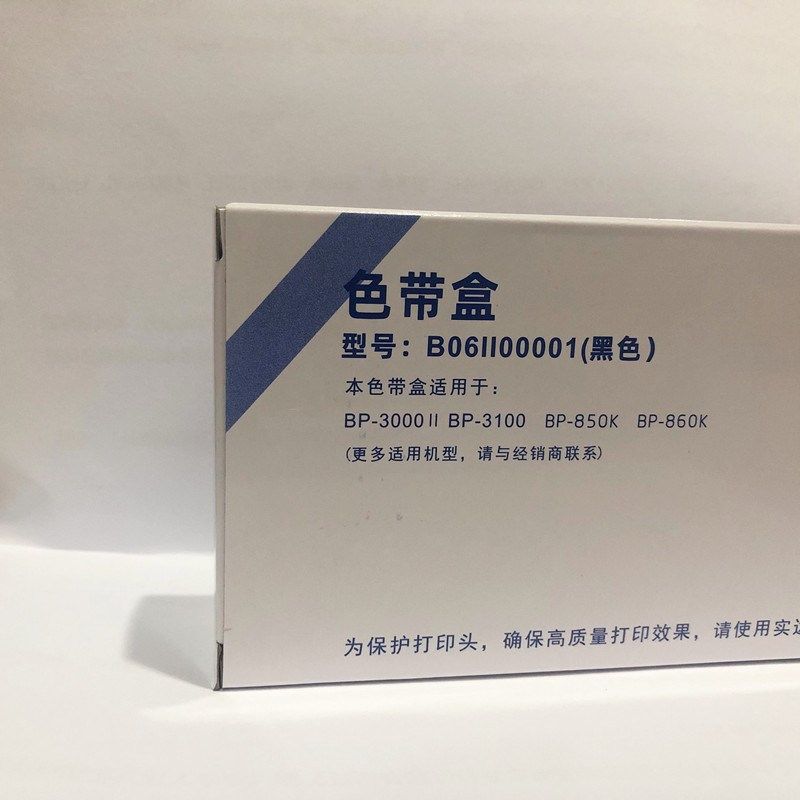 色带盒
型号：B06II00001(黑色）
本色带盒适用于：
BP-3000II BP-3100 BP-850K BP-860K
(更多适用机型，请与经销商联系)
为保护打印头，确保高质量打印效果，请使用实